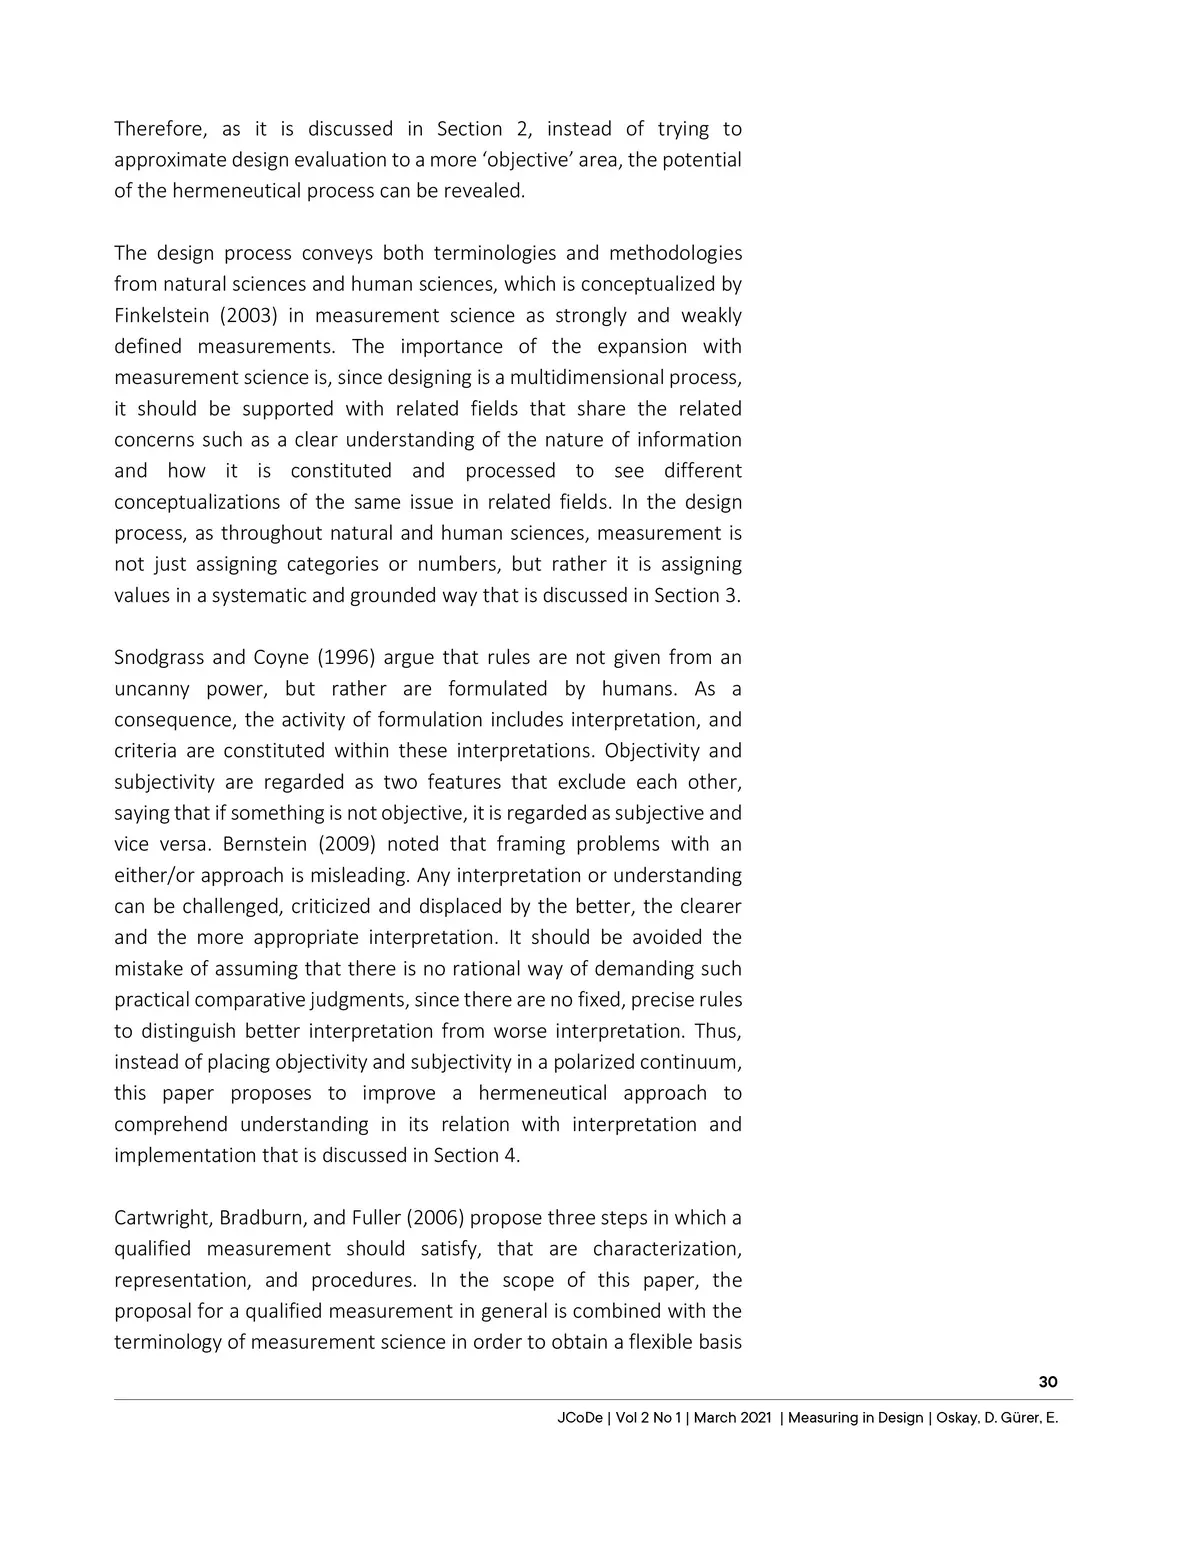 Therefore, as it is discussed in Section 2, instead of trying to
approximate design evaluation to a more ‘objective’ area, the potential
of the hermeneutical process can be revealed.
The design process conveys both terminologies and methodologies
from natural sciences and human sciences, which is conceptualized by
Finkelstein (2003) in measurement science as strongly and weakly
defined measurements. The importance of the expansion with
measurement science is, since designing is a multidimensional process,
it should be supported with related fields that share the related
concerns such as a clear understanding of the nature of information
and how it is constituted and processed to see different
conceptualizations of the same issue in related fields. In the design
process, as throughout natural and human sciences, measurement is
not just assigning categories or numbers, but rather it is assigning
values in a systematic and grounded way that is discussed in Section 3.
Snodgrass and Coyne (1996) argue that rules are not given from an
uncanny power, but rather are formulated by humans. As a
consequence, the activity of formulation includes interpretation, and
criteria are constituted within these interpretations. Objectivity and
subjectivity are regarded as two features that exclude each other,
saying that if something is not objective, it is regarded as subjective and
vice versa. Bernstein (2009) noted that framing problems with an
either/or approach is misleading. Any interpretation or understanding
can be challenged, criticized and displaced by the better, the clearer
and the more appropriate interpretation. It should be avoided the
mistake of assuming that there is no rational way of demanding such
practical comparative judgments, since there are no fixed, precise rules
to distinguish better interpretation from worse interpretation. Thus,
instead of placing objectivity and subjectivity in a polarized continuum,
this paper proposes to improve a hermeneutical approach to
comprehend understanding in its relation with interpretation and
implementation that is discussed in Section 4.
Cartwright, Bradburn, and Fuller (2006) propose three steps in which a
qualified measurement should satisfy, that are characterization,
representation, and procedures. In the scope of this paper, the
proposal for a qualified measurement in general is combined with the
terminology of measurement science in order to obtain a flexible basis
30
JCoDe | Vol 2 No 1 | March 2021 | Measuring in Design | Oskay, D. Gürer, E.